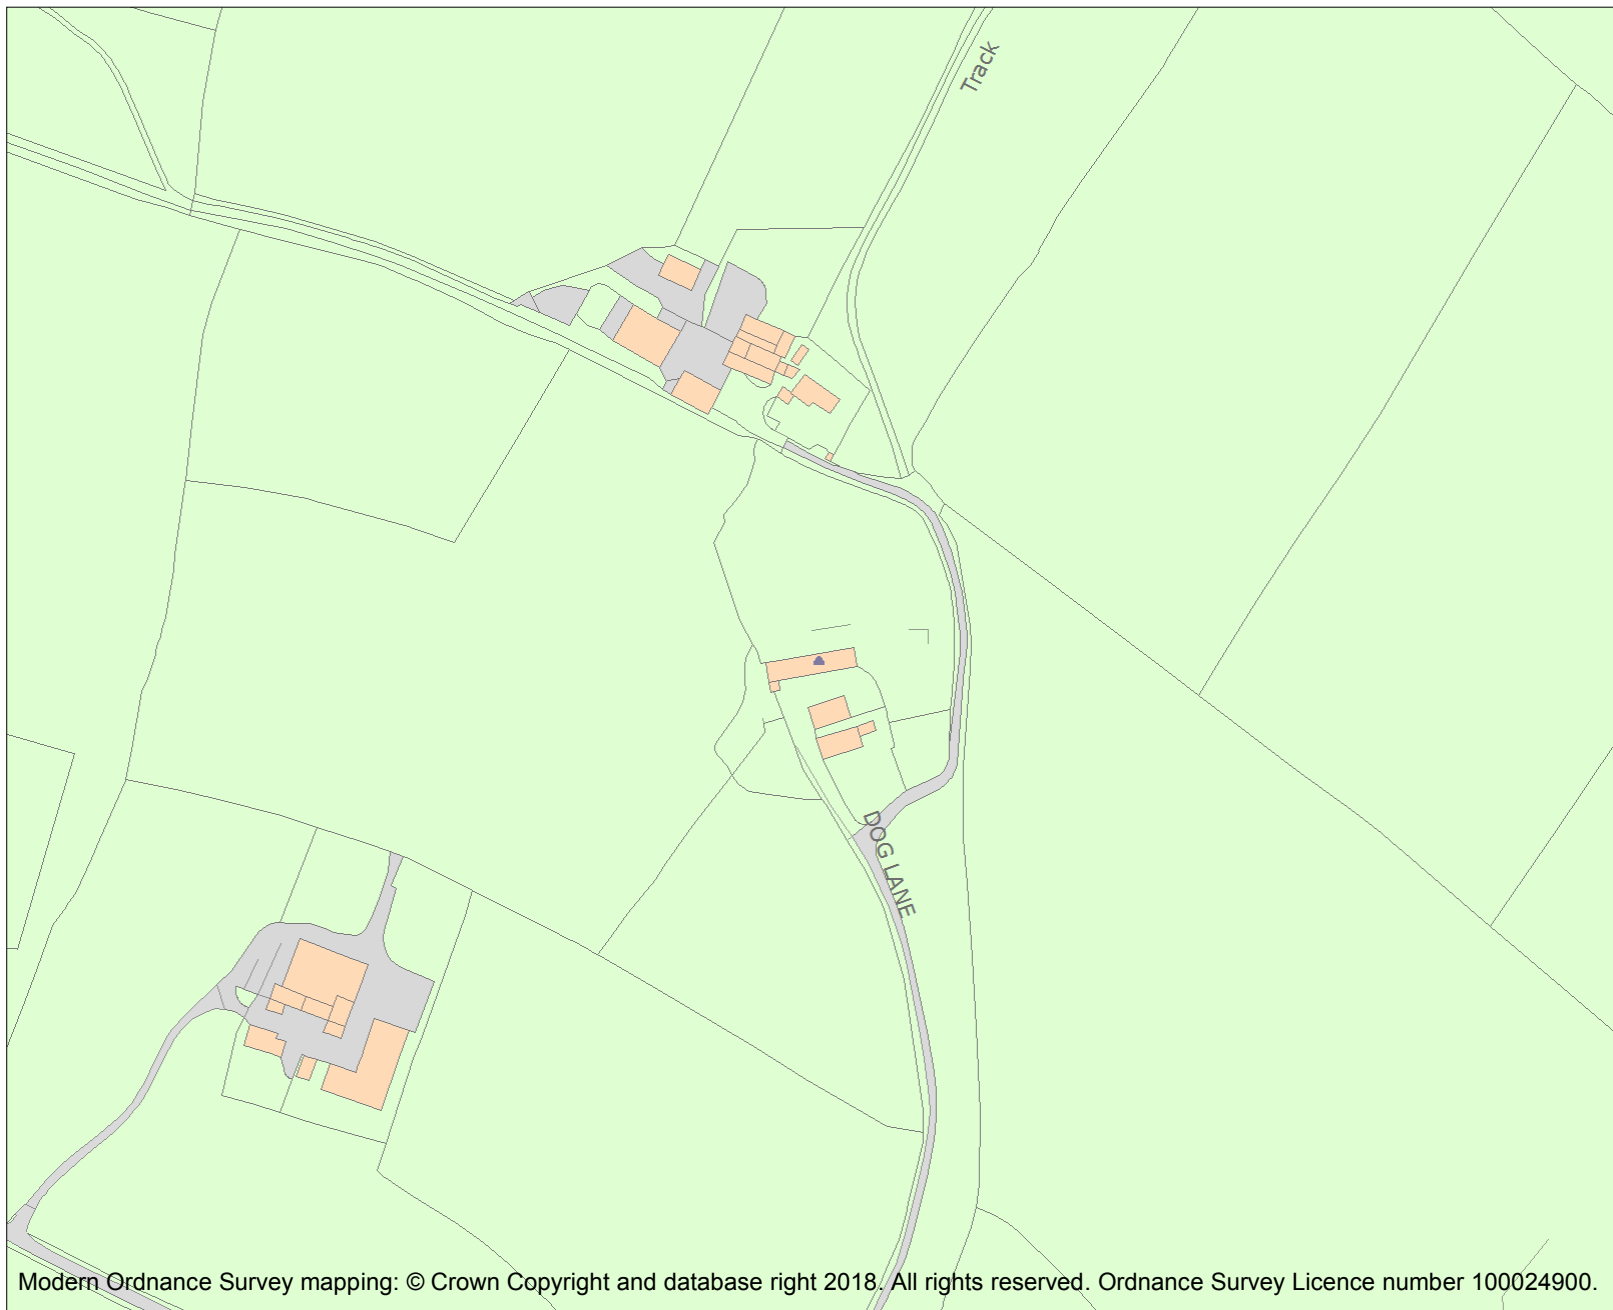 Track
DOG LANE
Modern Ordnance Survey mapping: © Crown Copyright and database right 2018. All rights reserved. Ordnance Survey Licence number 100024900.